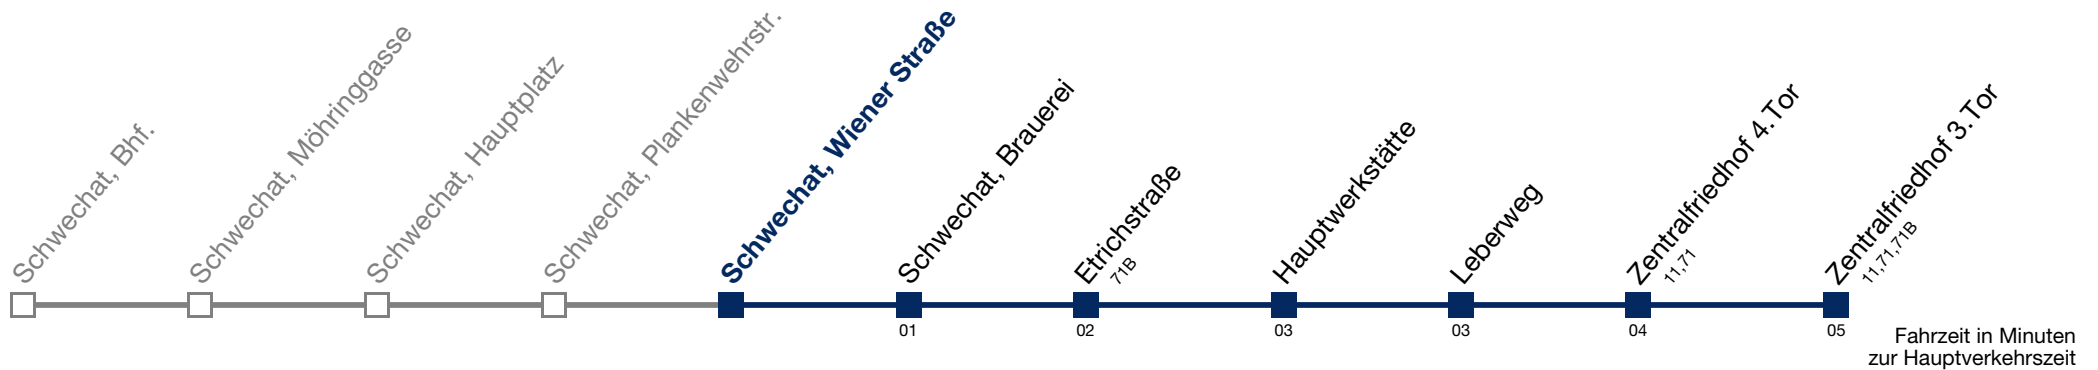 Schwechat, Bhf.
Schwechat, Möhringgasse
Schwechat, Hauptplatz
Schwechat, Plankenwehrstr.
Schwechat, Wiener Straße
Schwechat, Brauerei
01
Etrichstraße
71B
02
Hauptwerkstätte
03
Leberweg
03
Zentralfriedhof 4.Tor
11,71
04
Zentralfriedhof 3.Tor
11,71,71B
05
Fahrzeit in Minuten
zur Hauptverkehrszeit